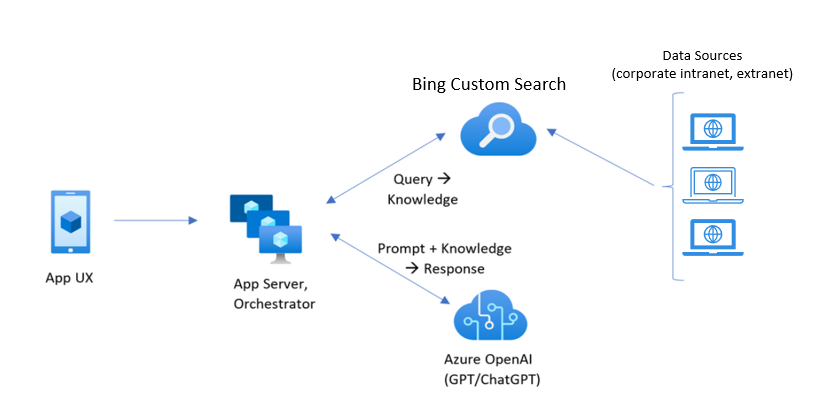 Data Sources
(corporate intranet, extranet)
Bing Custom Search
Query →
Knowledge
App UX
App Server,
Orchestrator
Prompt + Knowledge
→ Response
Azure OpenAI
(GPT/ChatGPT)